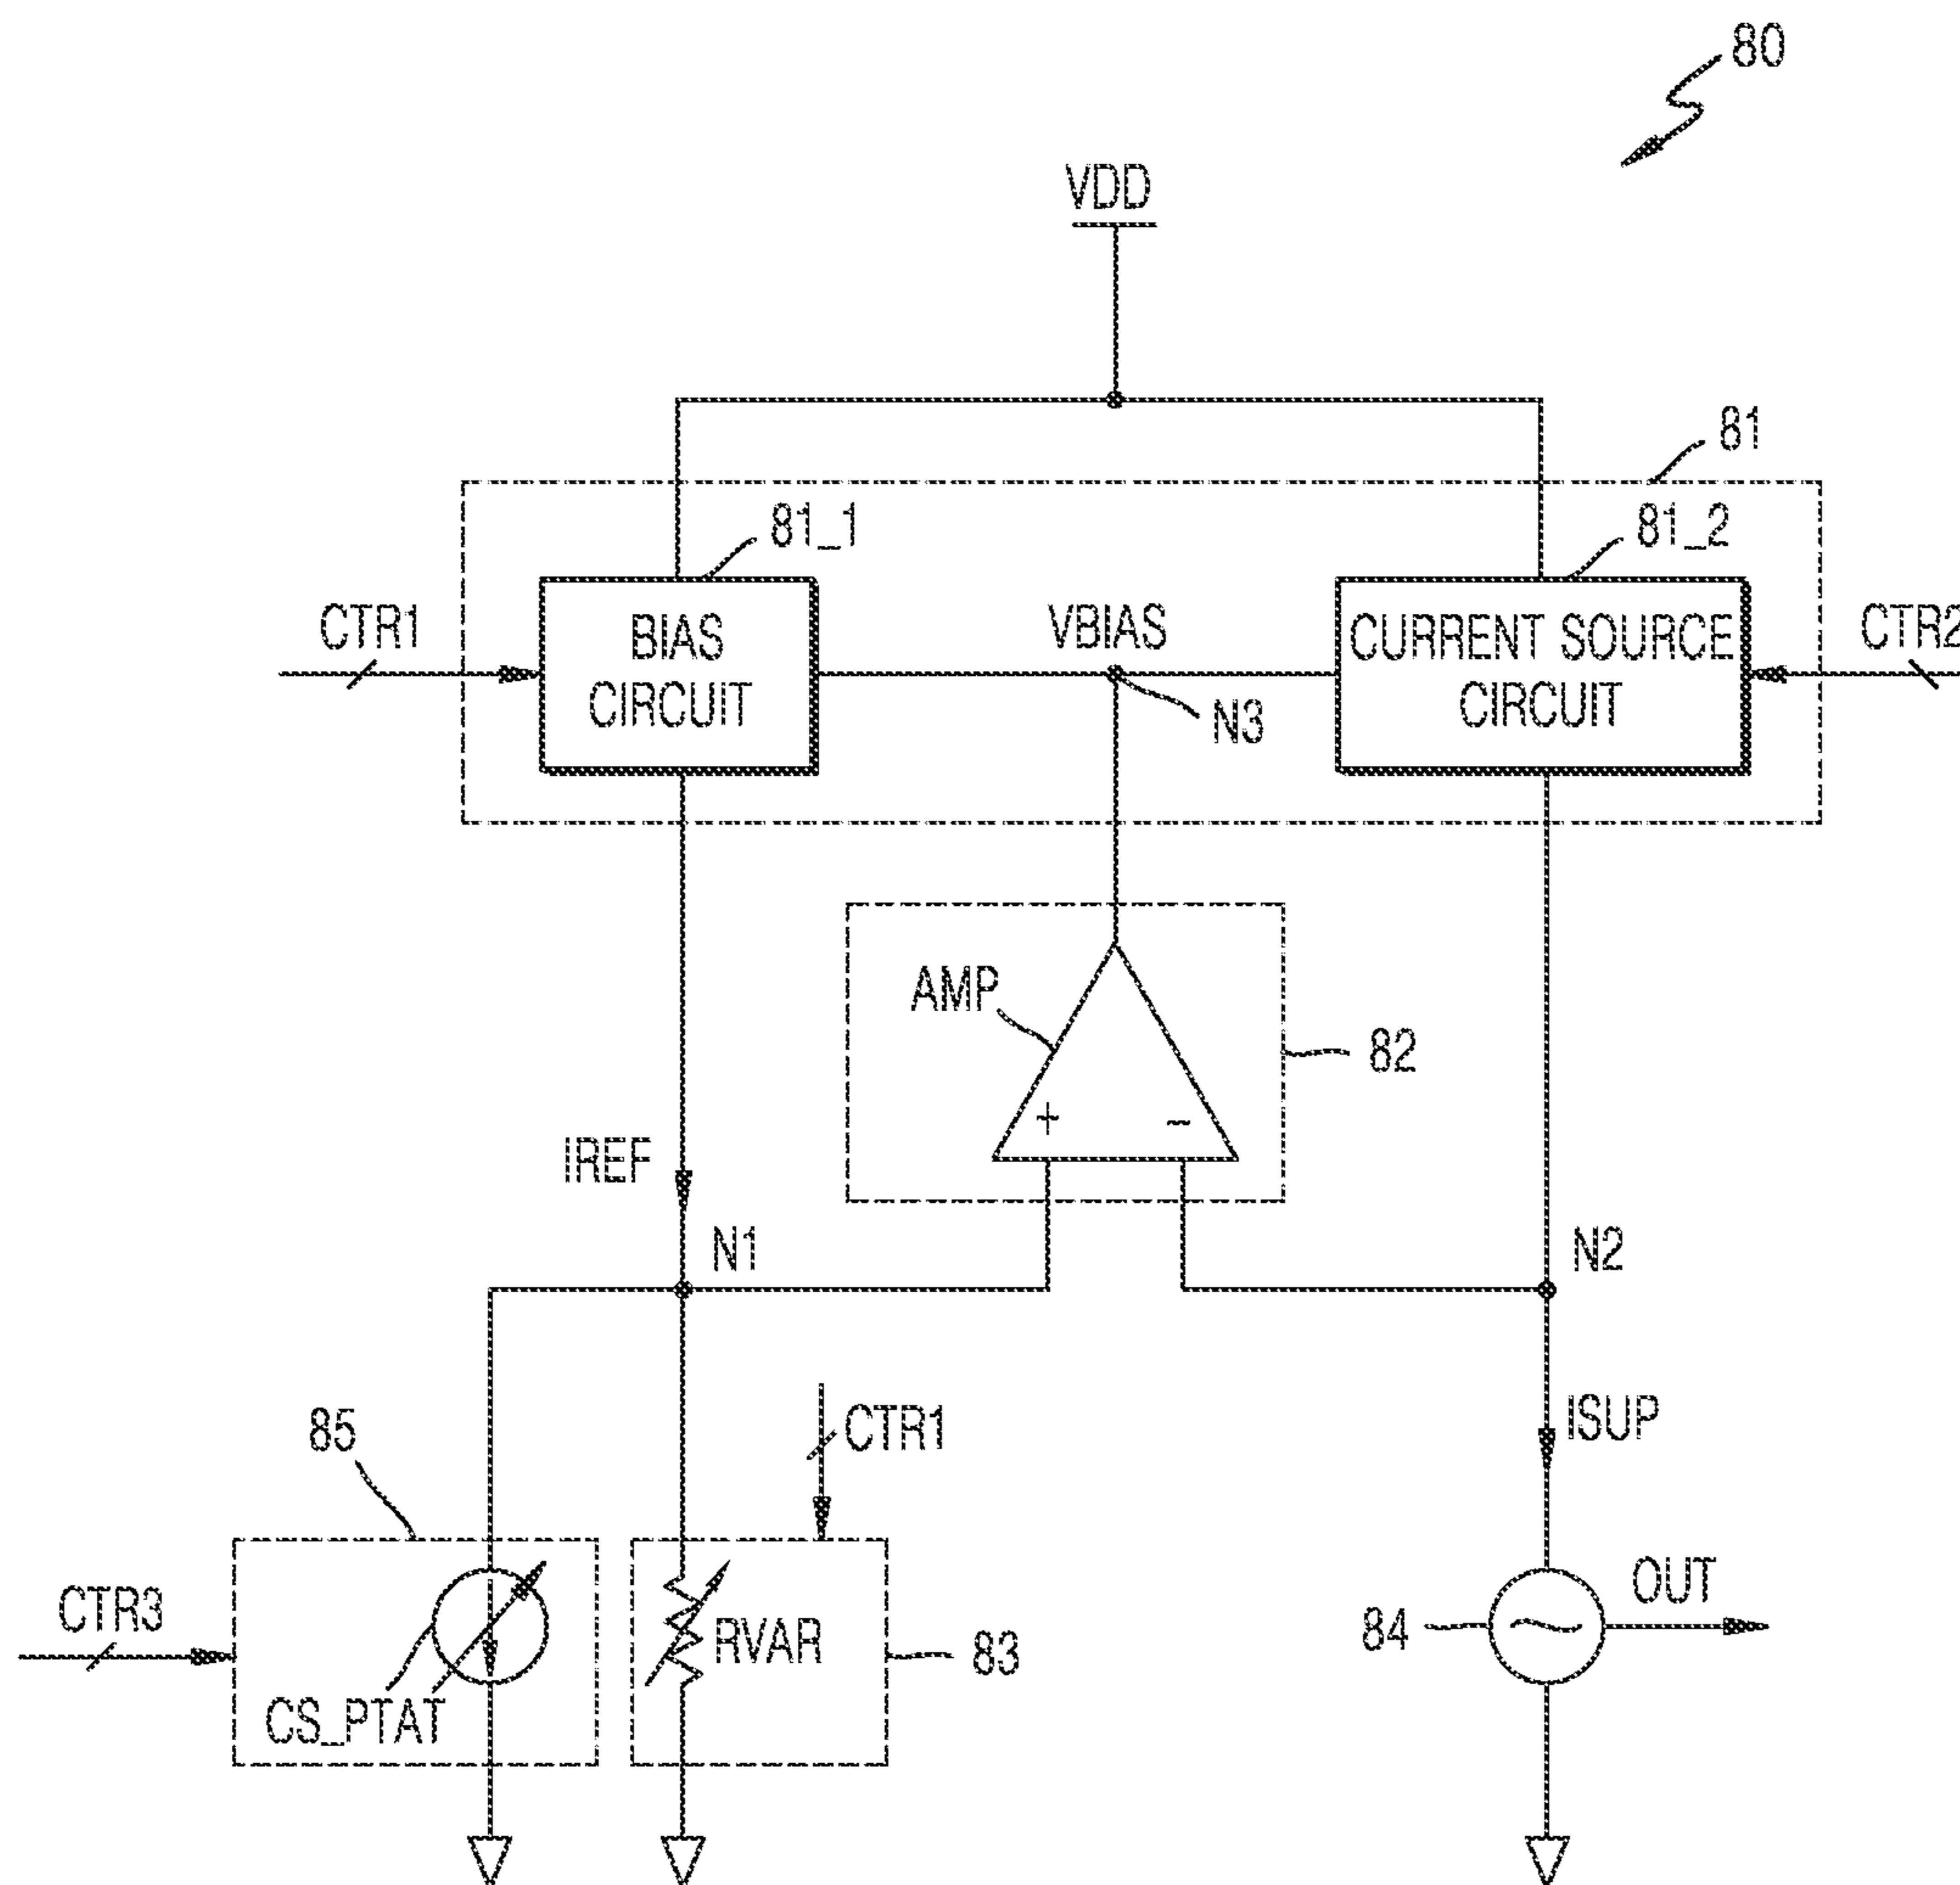 80
VDD
81
81_1
81_2
CTR1
BIAS
CIRCUIT
VBIAS
N3
CURRENT SOURCE
CIRCUIT
CTR2
AMP
+
-
82
IREF
N1
N2
85
CTR1
ISUP
CTR3
CS_PTAT
RVAR
83
84
OUT